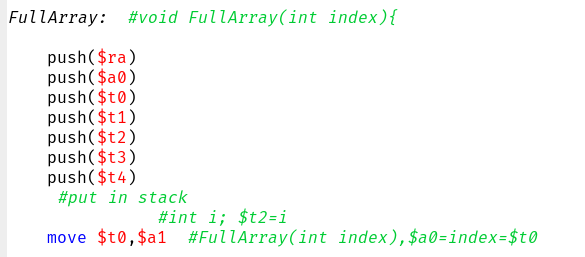 FullArray:  #void FullArray(int index){
push($ra)
push($a0)
push($t0)
push($t1)
push($t2)
push($t3)
push($t4)
#put in stack
#int i; $t2=i
move $t0,$a1  #FullArray(int index),$a0=index=$t0